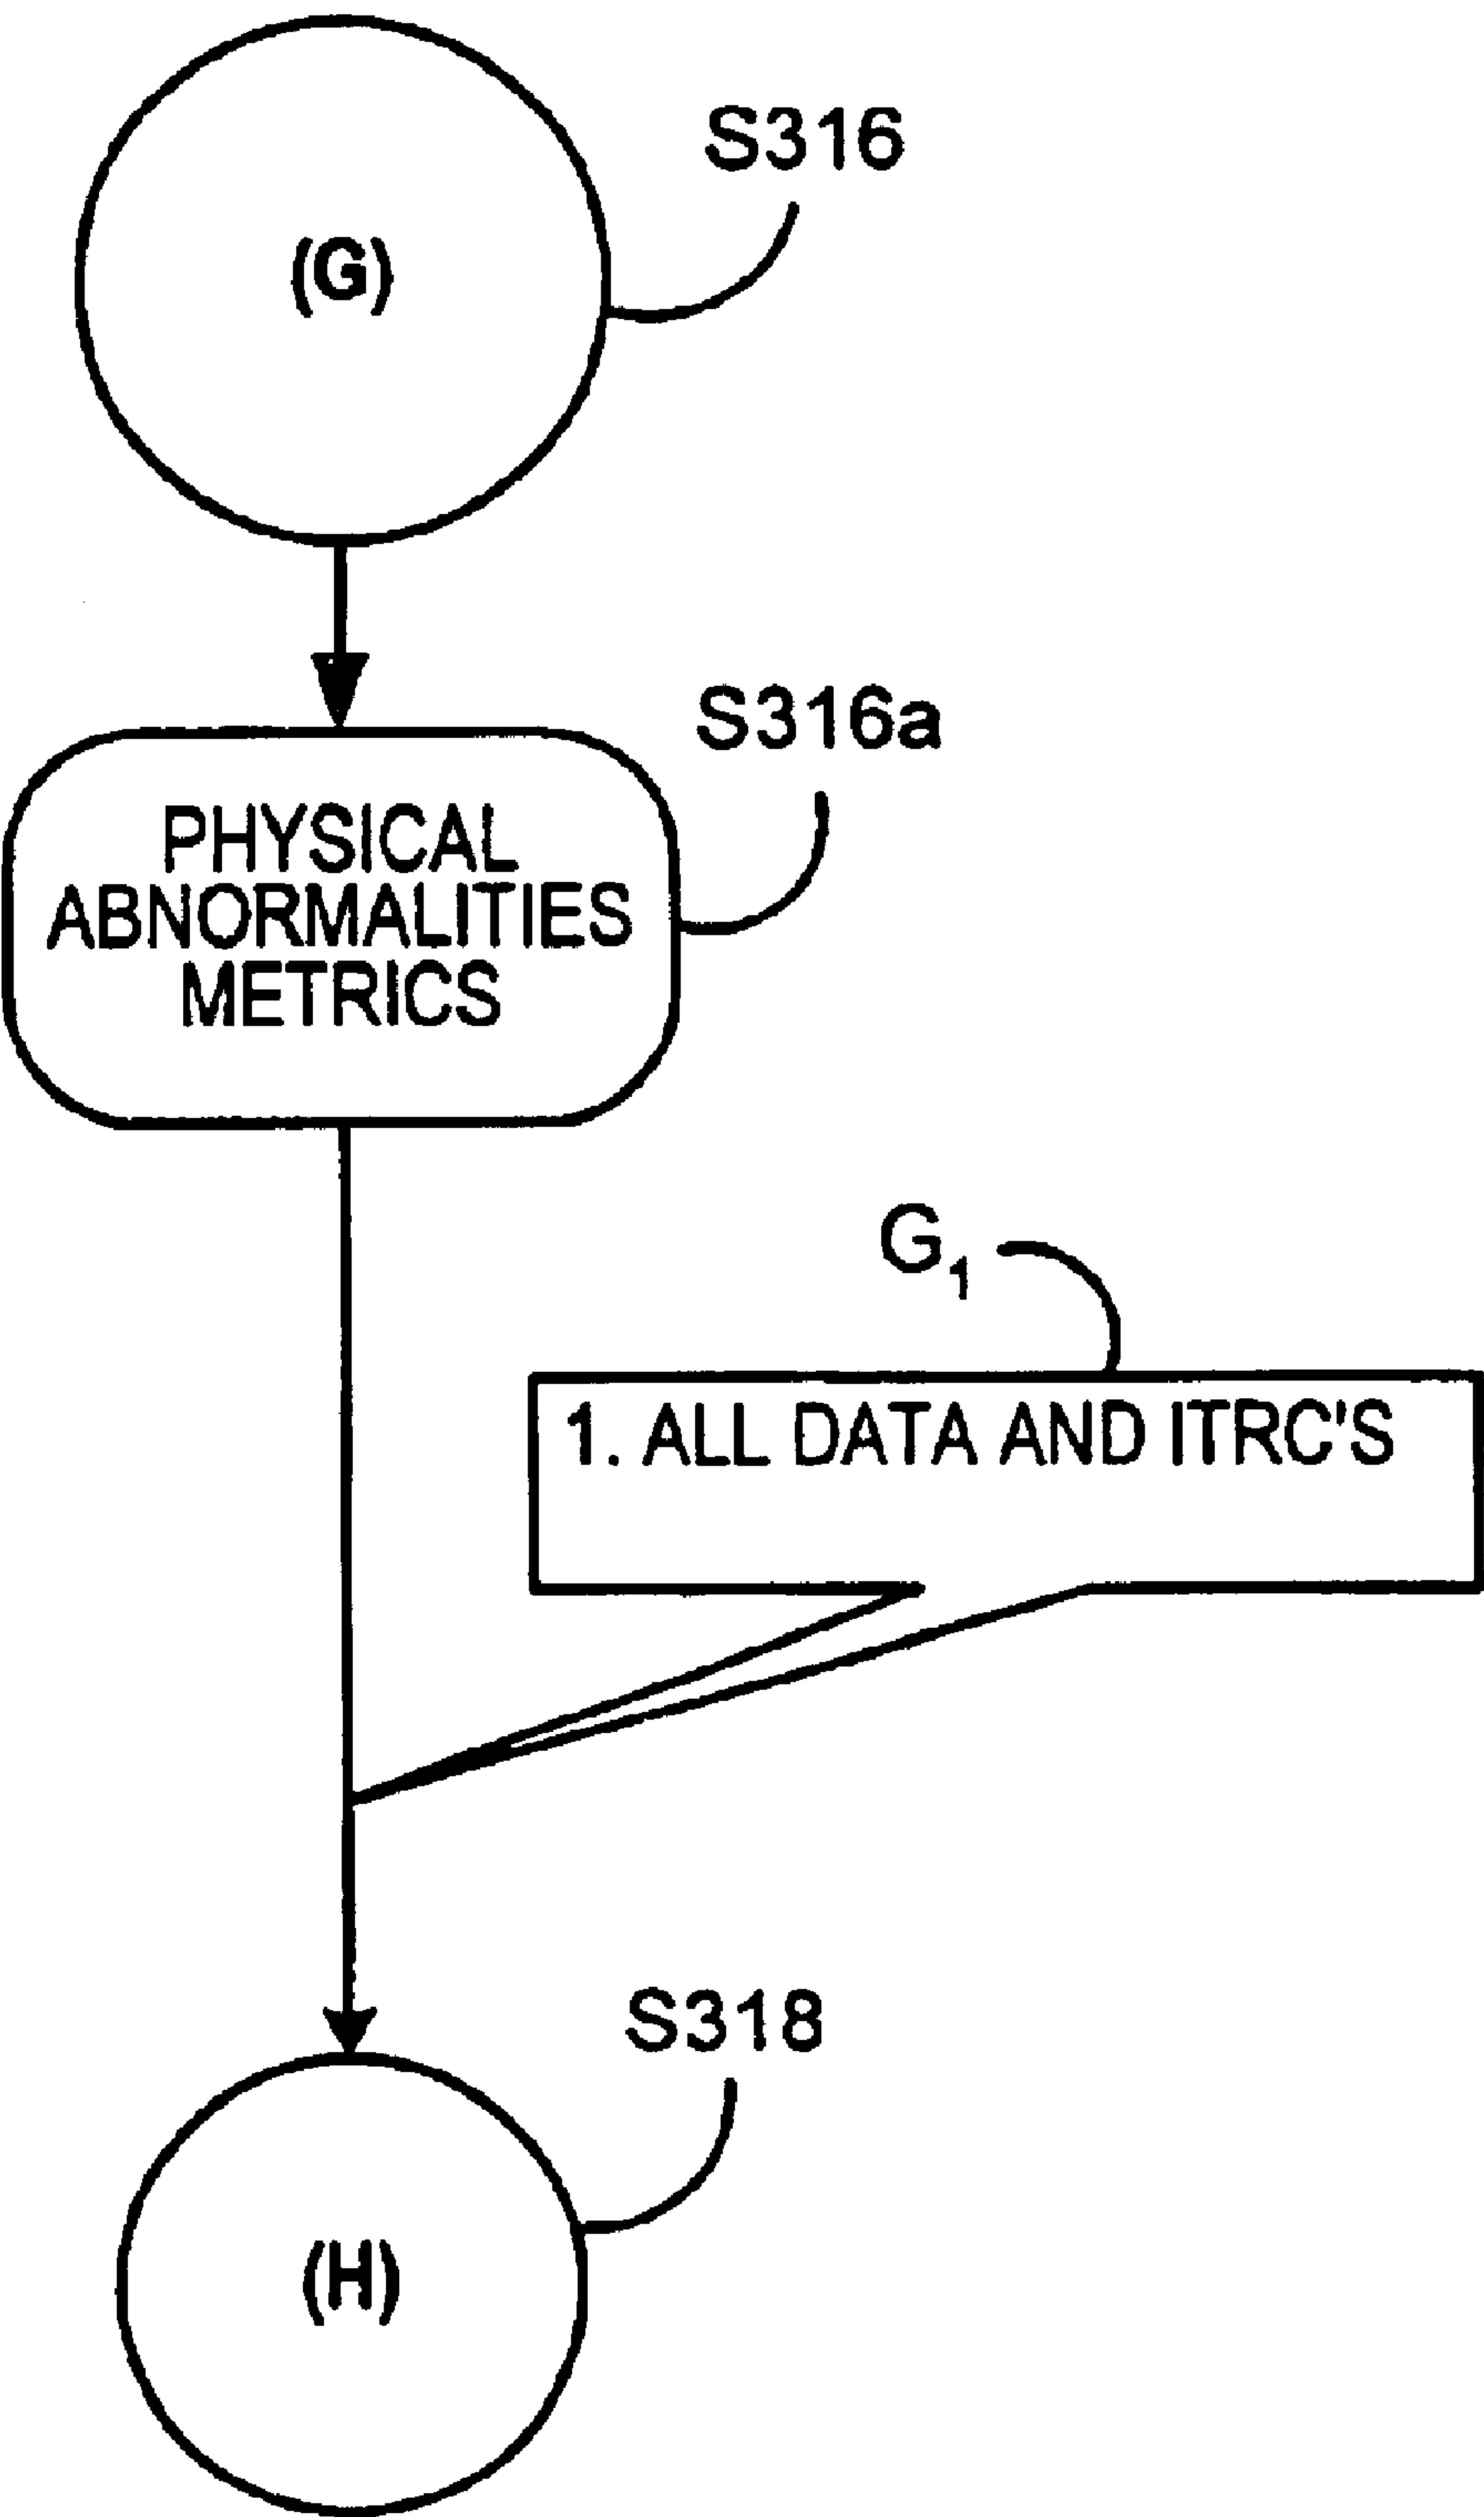 S316
(G)
S316a
PHYSICAL
ABNORMALITIES
METRICS
G1
1. ALL DATA AND ITRC'S
S318
(H)